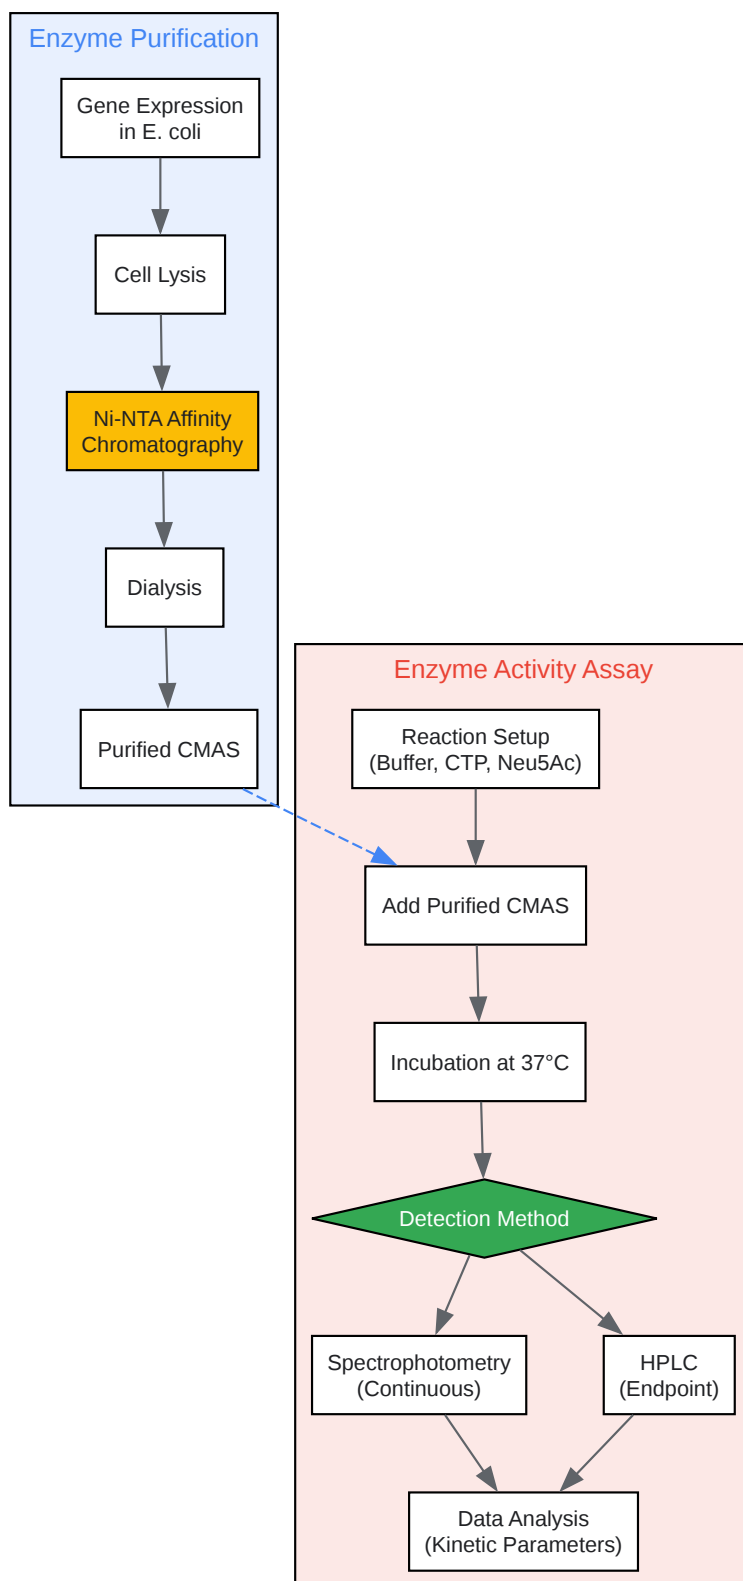 Enzyme Purification
Gene Expression
in E. coli
Cell Lysis
Ni-NTA Affinity
Chromatography
Dialysis
Purified CMAS
Enzyme Activity Assay
Reaction Setup
(Buffer, CTP, Neu5Ac)
Add Purified CMAS
Incubation at 37°C
Detection Method
Spectrophotometry
(Continuous)
HPLC
(Endpoint)
Data Analysis
(Kinetic Parameters)